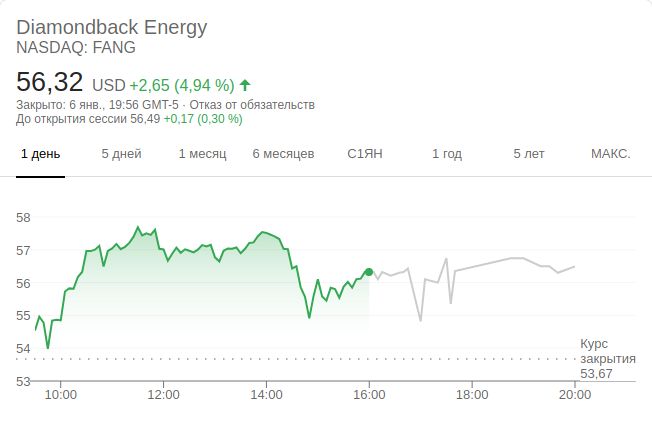 Diamondback Energy
NASDAQ: FANG
56,32 USD +2,65 (4,94 %)
Закрыто: 6 янв., 19:56 GMT-5 · Отказ от обязательств
До открытия сессии 56,49 +0,17 (0,30 %)
1 день 5 дней 1 месяц 6 месяцев С1ЯН 1 год 5 лет МАКС.
58
57
56
55
54
Курс
закрытия
53,67
53
10:00 12:00 14:00 16:00 18:00 20:00